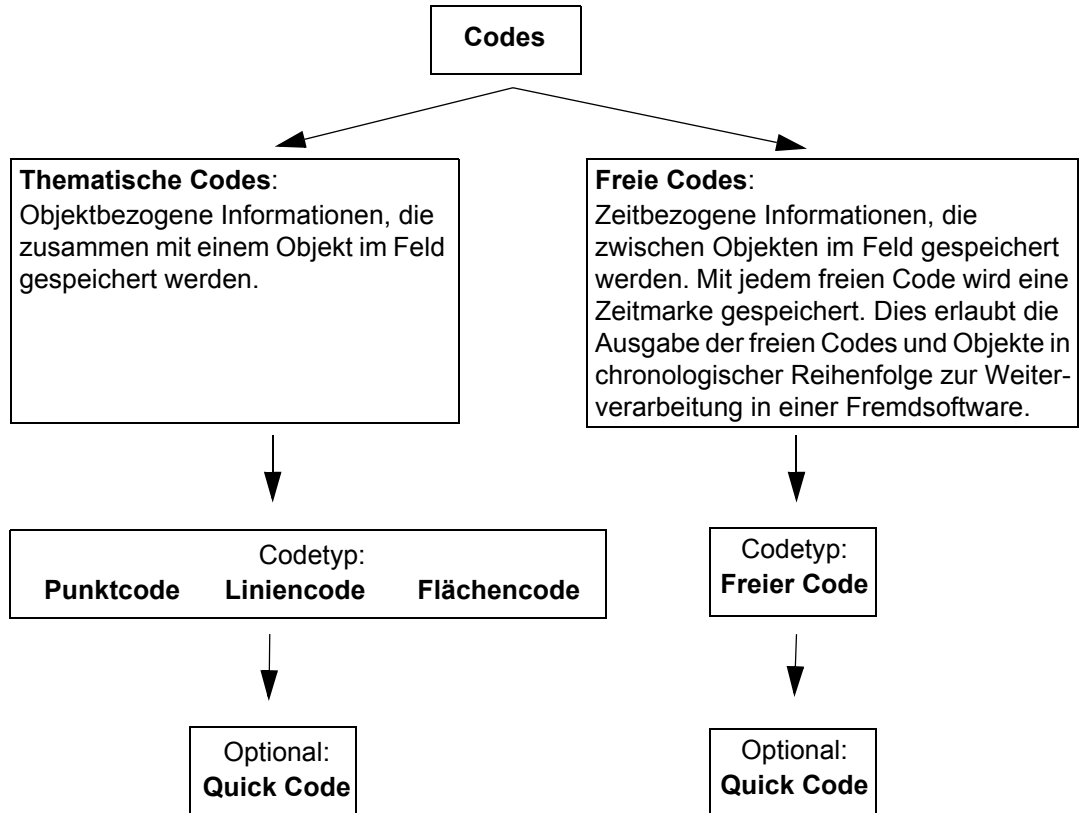 Codes
Thematische Codes:
Objektbezogene Informationen, die
zusammen mit einem Objekt im Feld
gespeichert werden.
Freie Codes:
Zeitbezogene Informationen, die
zwischen Objekten im Feld gespeichert
werden. Mit jedem freien Code wird eine
Zeitmarke gespeichert. Dies erlaubt die
Ausgabe der freien Codes und Objekte in
chronologischer Reihenfolge zur Weiter-
verarbeitung in einer Fremdsoftware.
Codetyp:
Punktcode Liniencode Flächencode
Codetyp:
Freier Code
Optional:
Quick Code
Optional:
Quick Code